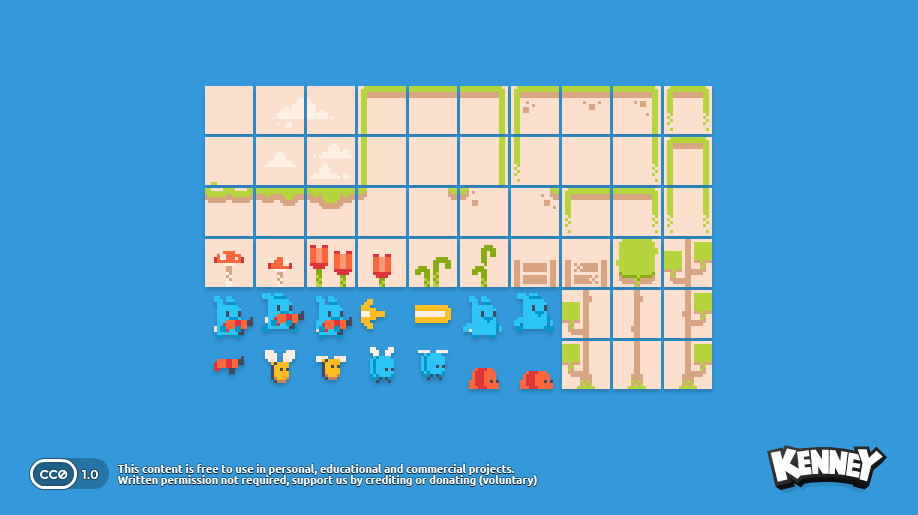 CC0 1.0
This content is free to use in personal, educational and commercial projects.
Written permission not required, support us by crediting or donating (voluntary)
KENNEY